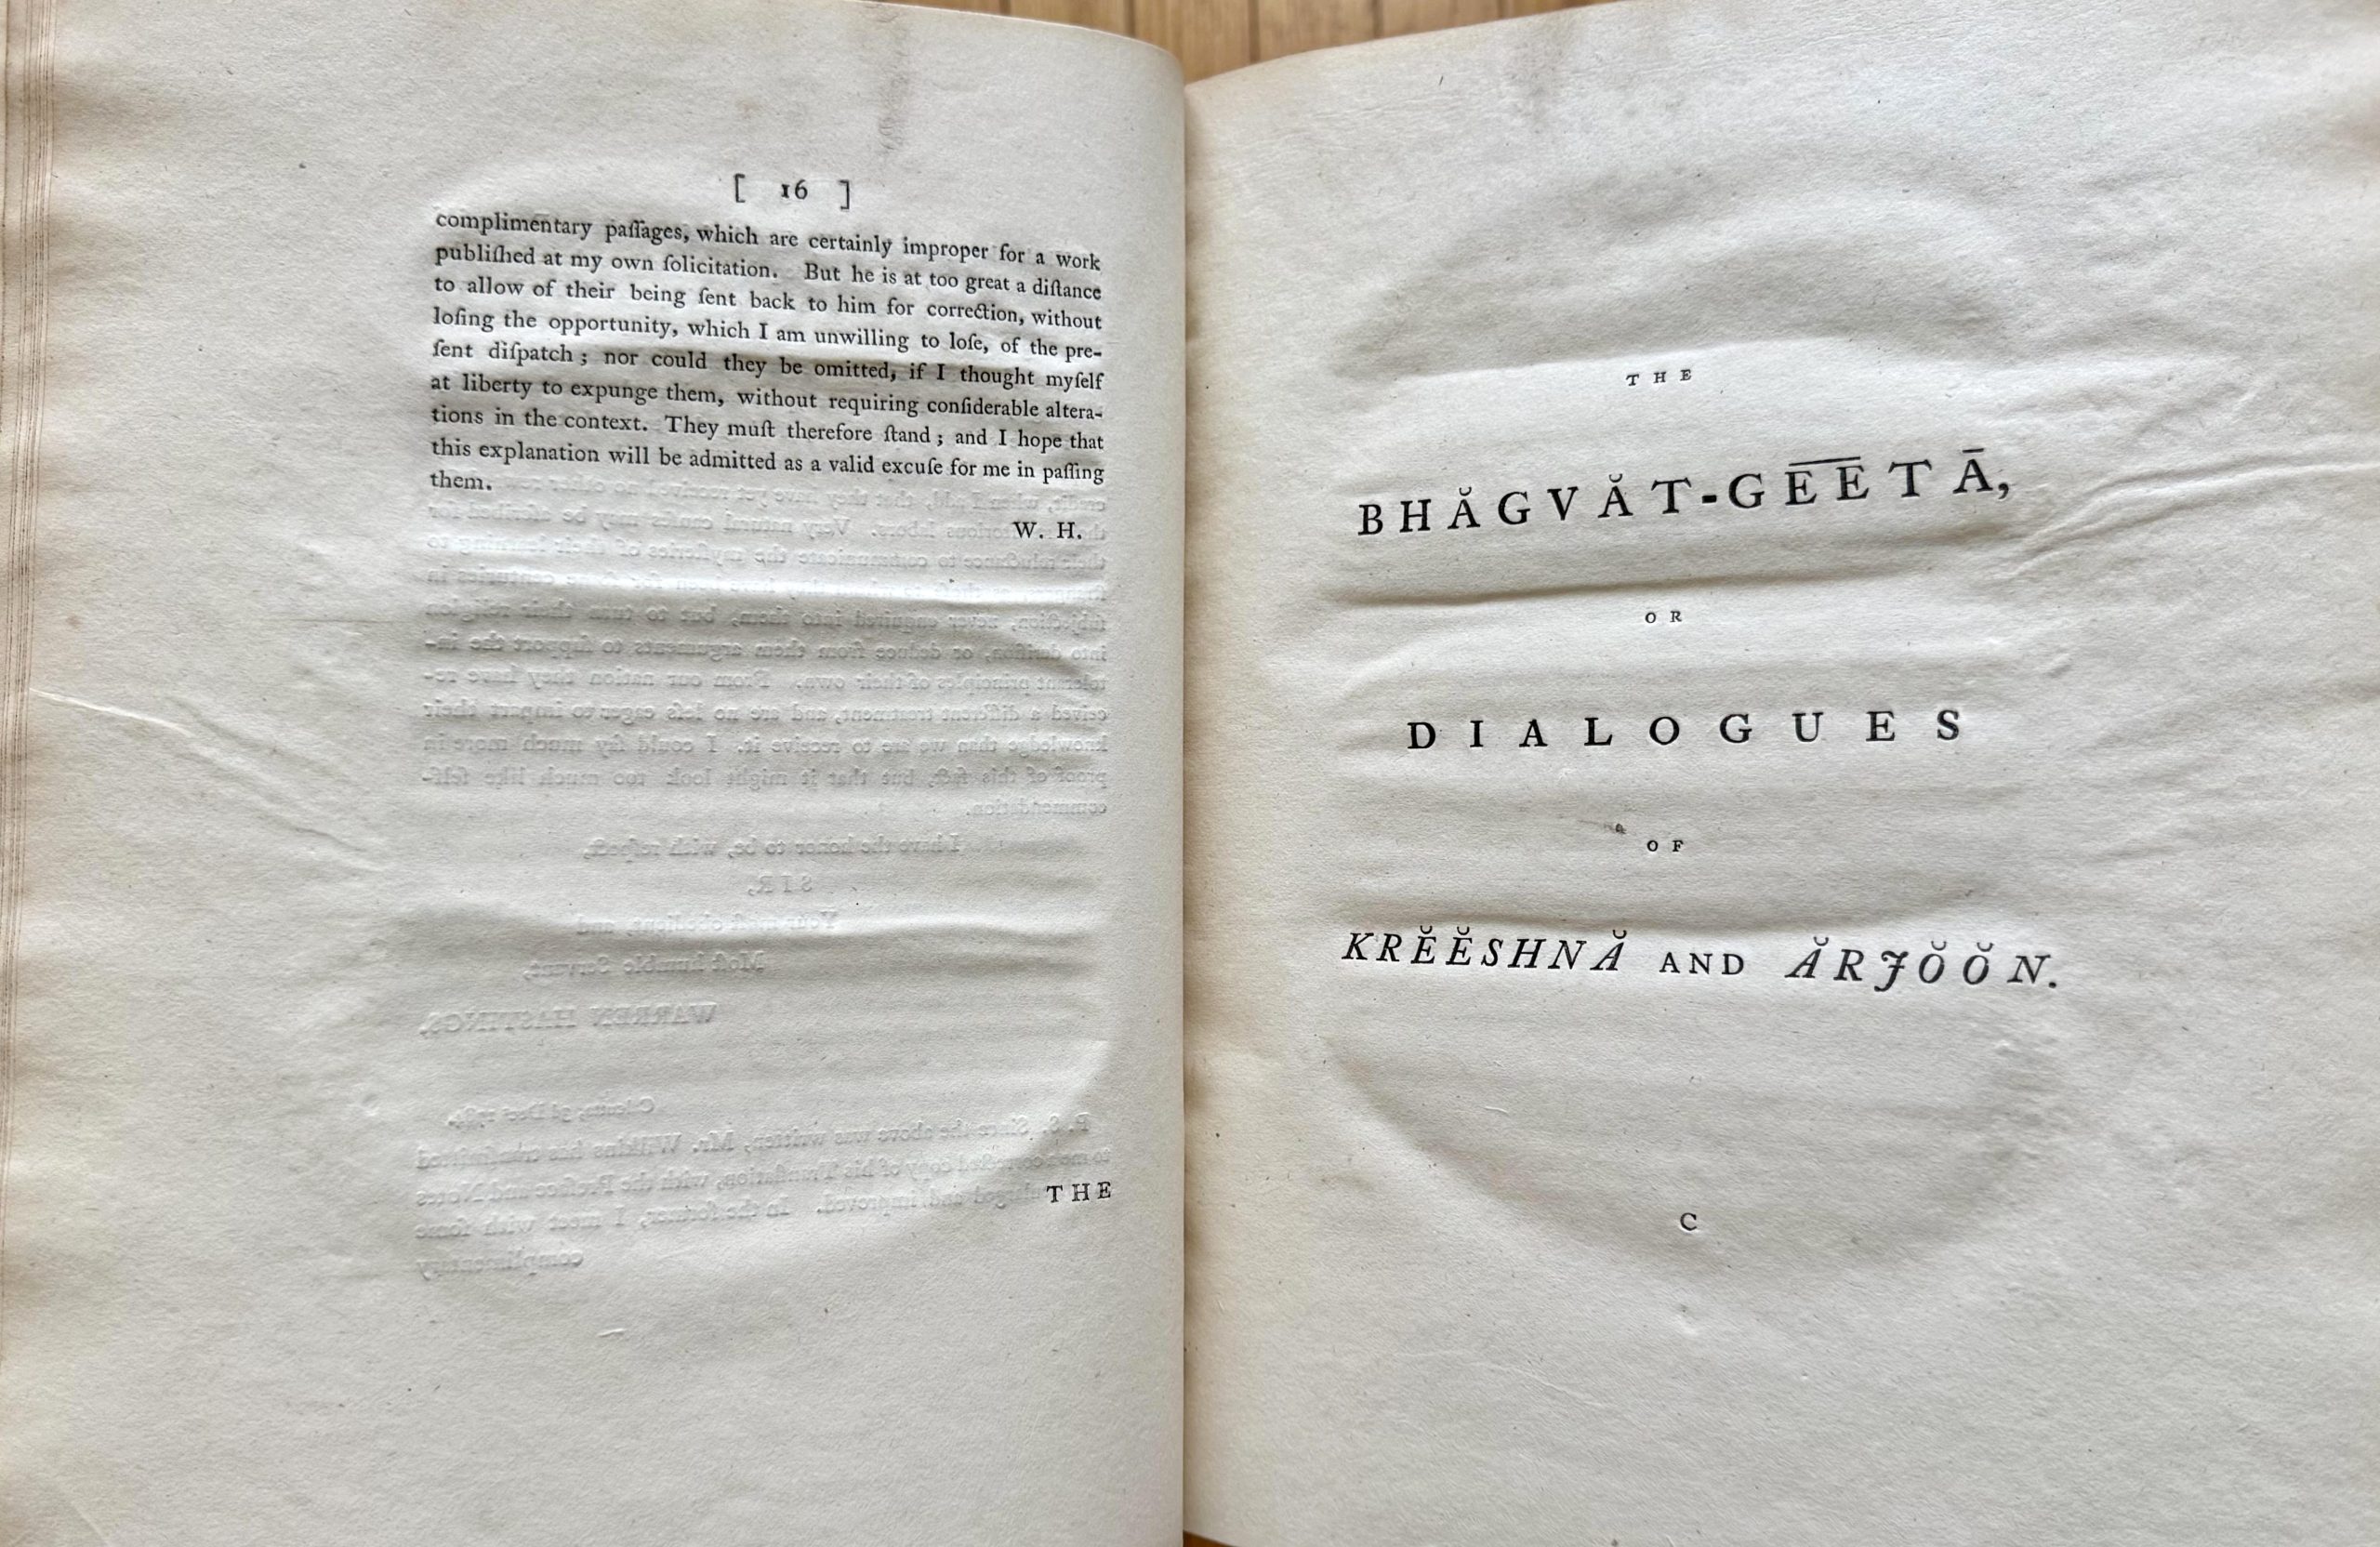 [ 16 ]
complimentary paſſages, which are certainly improper for a work
publiſhed at my own ſolicitation. But he is at too great a diſtance
to allow of their being ſent back to him for correction, without
loſing the opportunity, which I am unwilling to loſe, of the pre-
ſent diſpatch; nor could they be omitted, if I thought myſelf
at liberty to expunge them, without requiring conſiderable altera-
tions in the context. They muſt therefore ſtand; and I hope that
this explanation will be admitted as a valid excuſe for me in paſſing
them.
W. H.
THE
THE
BHĂGVĂT-GĒĒTĀ,
OR
DIALOGUES
OF
KRĔĔSHNĂ AND ĂRJŎŎN.
C